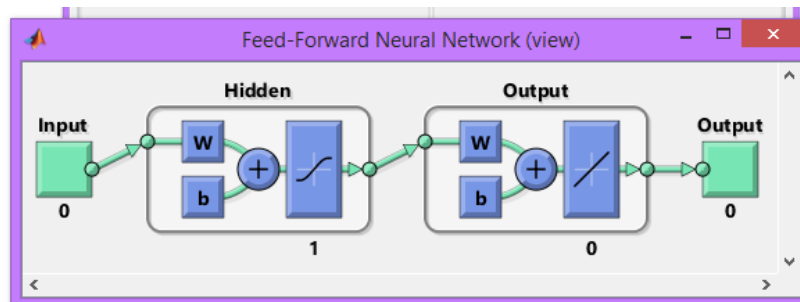 Feed-Forward Neural Network (view)
Hidden
Output
Input
Output
W
W
b
b
0
0
1
0